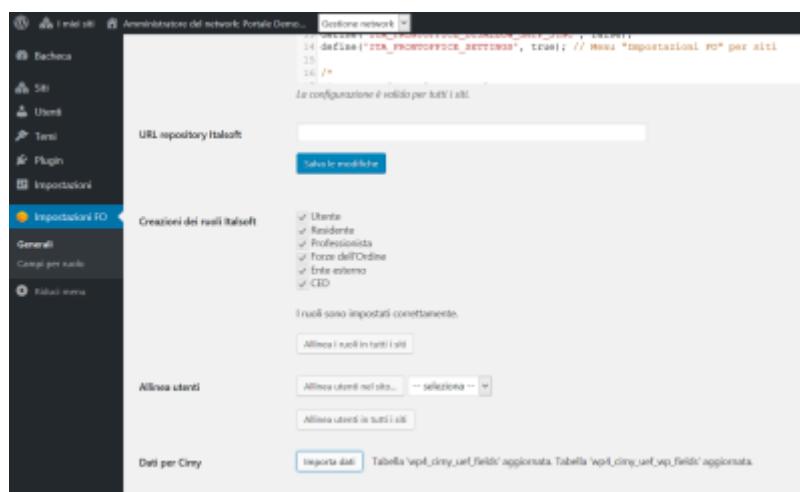 I miei siti
Amministratore del network: Portale Demo...
Gestione network
Bacheca
Siti
Utenti
Temi
Plugin
Impostazioni
Impostazioni FO
Generali
Campi per ruolo
Riduci menu
14 define('ITA_FRONTOFFICE_SETTINGS', true); // Menu "Impostazioni FO" per siti
15
16 /*
La configurazione è valida per tutti i siti.
URL repository Italsoft
Salva le modifiche
Creazioni dei ruoli Italsoft
Utente
Residente
Professionista
Forze dell'Ordine
Ente esterno
CED
I ruoli sono impostati correttamente.
Allinea i ruoli in tutti i siti
Allinea utenti
Allinea utenti nel sito...
-- seleziona --
Allinea utenti in tutti i siti
Dati per Cimy
Importa dati
Tabella 'wp4_cimy_uef_fields' aggiornata. Tabella 'wp4_cimy_uef_wp_fields' aggiornata.